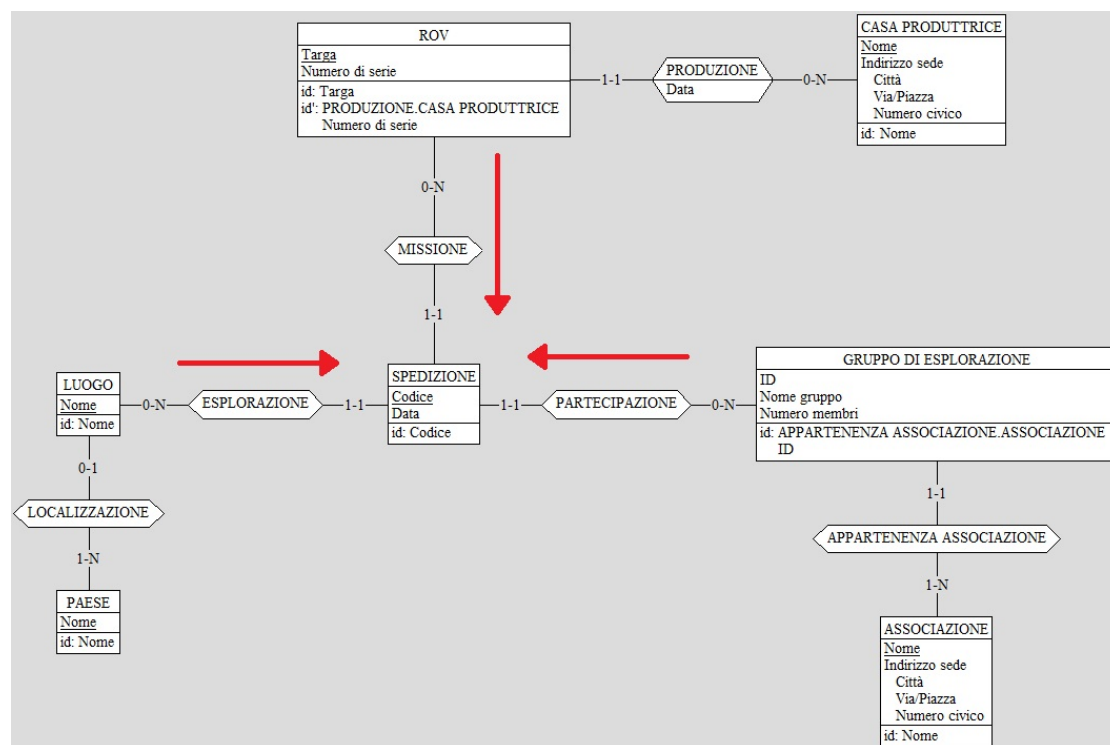 ROV
Targa
Numero di serie
id: Targa
id': PRODUZIONE.CASA PRODUTTRICE
Numero di serie
1-1
PRODUZIONE
Data
0-N
CASA PRODUTTRICE
Nome
Indirizzo sede
Città
Via/Piazza
Numero civico
id: Nome
0-N
MISSIONE
1-1
LUOGO
Nome
id: Nome
0-N
ESPLORAZIONE
1-1
SPEDIZIONE
Codice
Data
id: Codice
1-1
PARTECIPAZIONE
0-N
GRUPPO DI ESPLORAZIONE
ID
Nome gruppo
Numero membri
id: APPARTENENZA ASSOCIAZIONE.ASSOCIAZIONE
ID
0-1
LOCALIZZAZIONE
1-N
PAESE
Nome
id: Nome
1-1
APPARTENENZA ASSOCIAZIONE
1-N
ASSOCIAZIONE
Nome
Indirizzo sede
Città
Via/Piazza
Numero civico
id: Nome